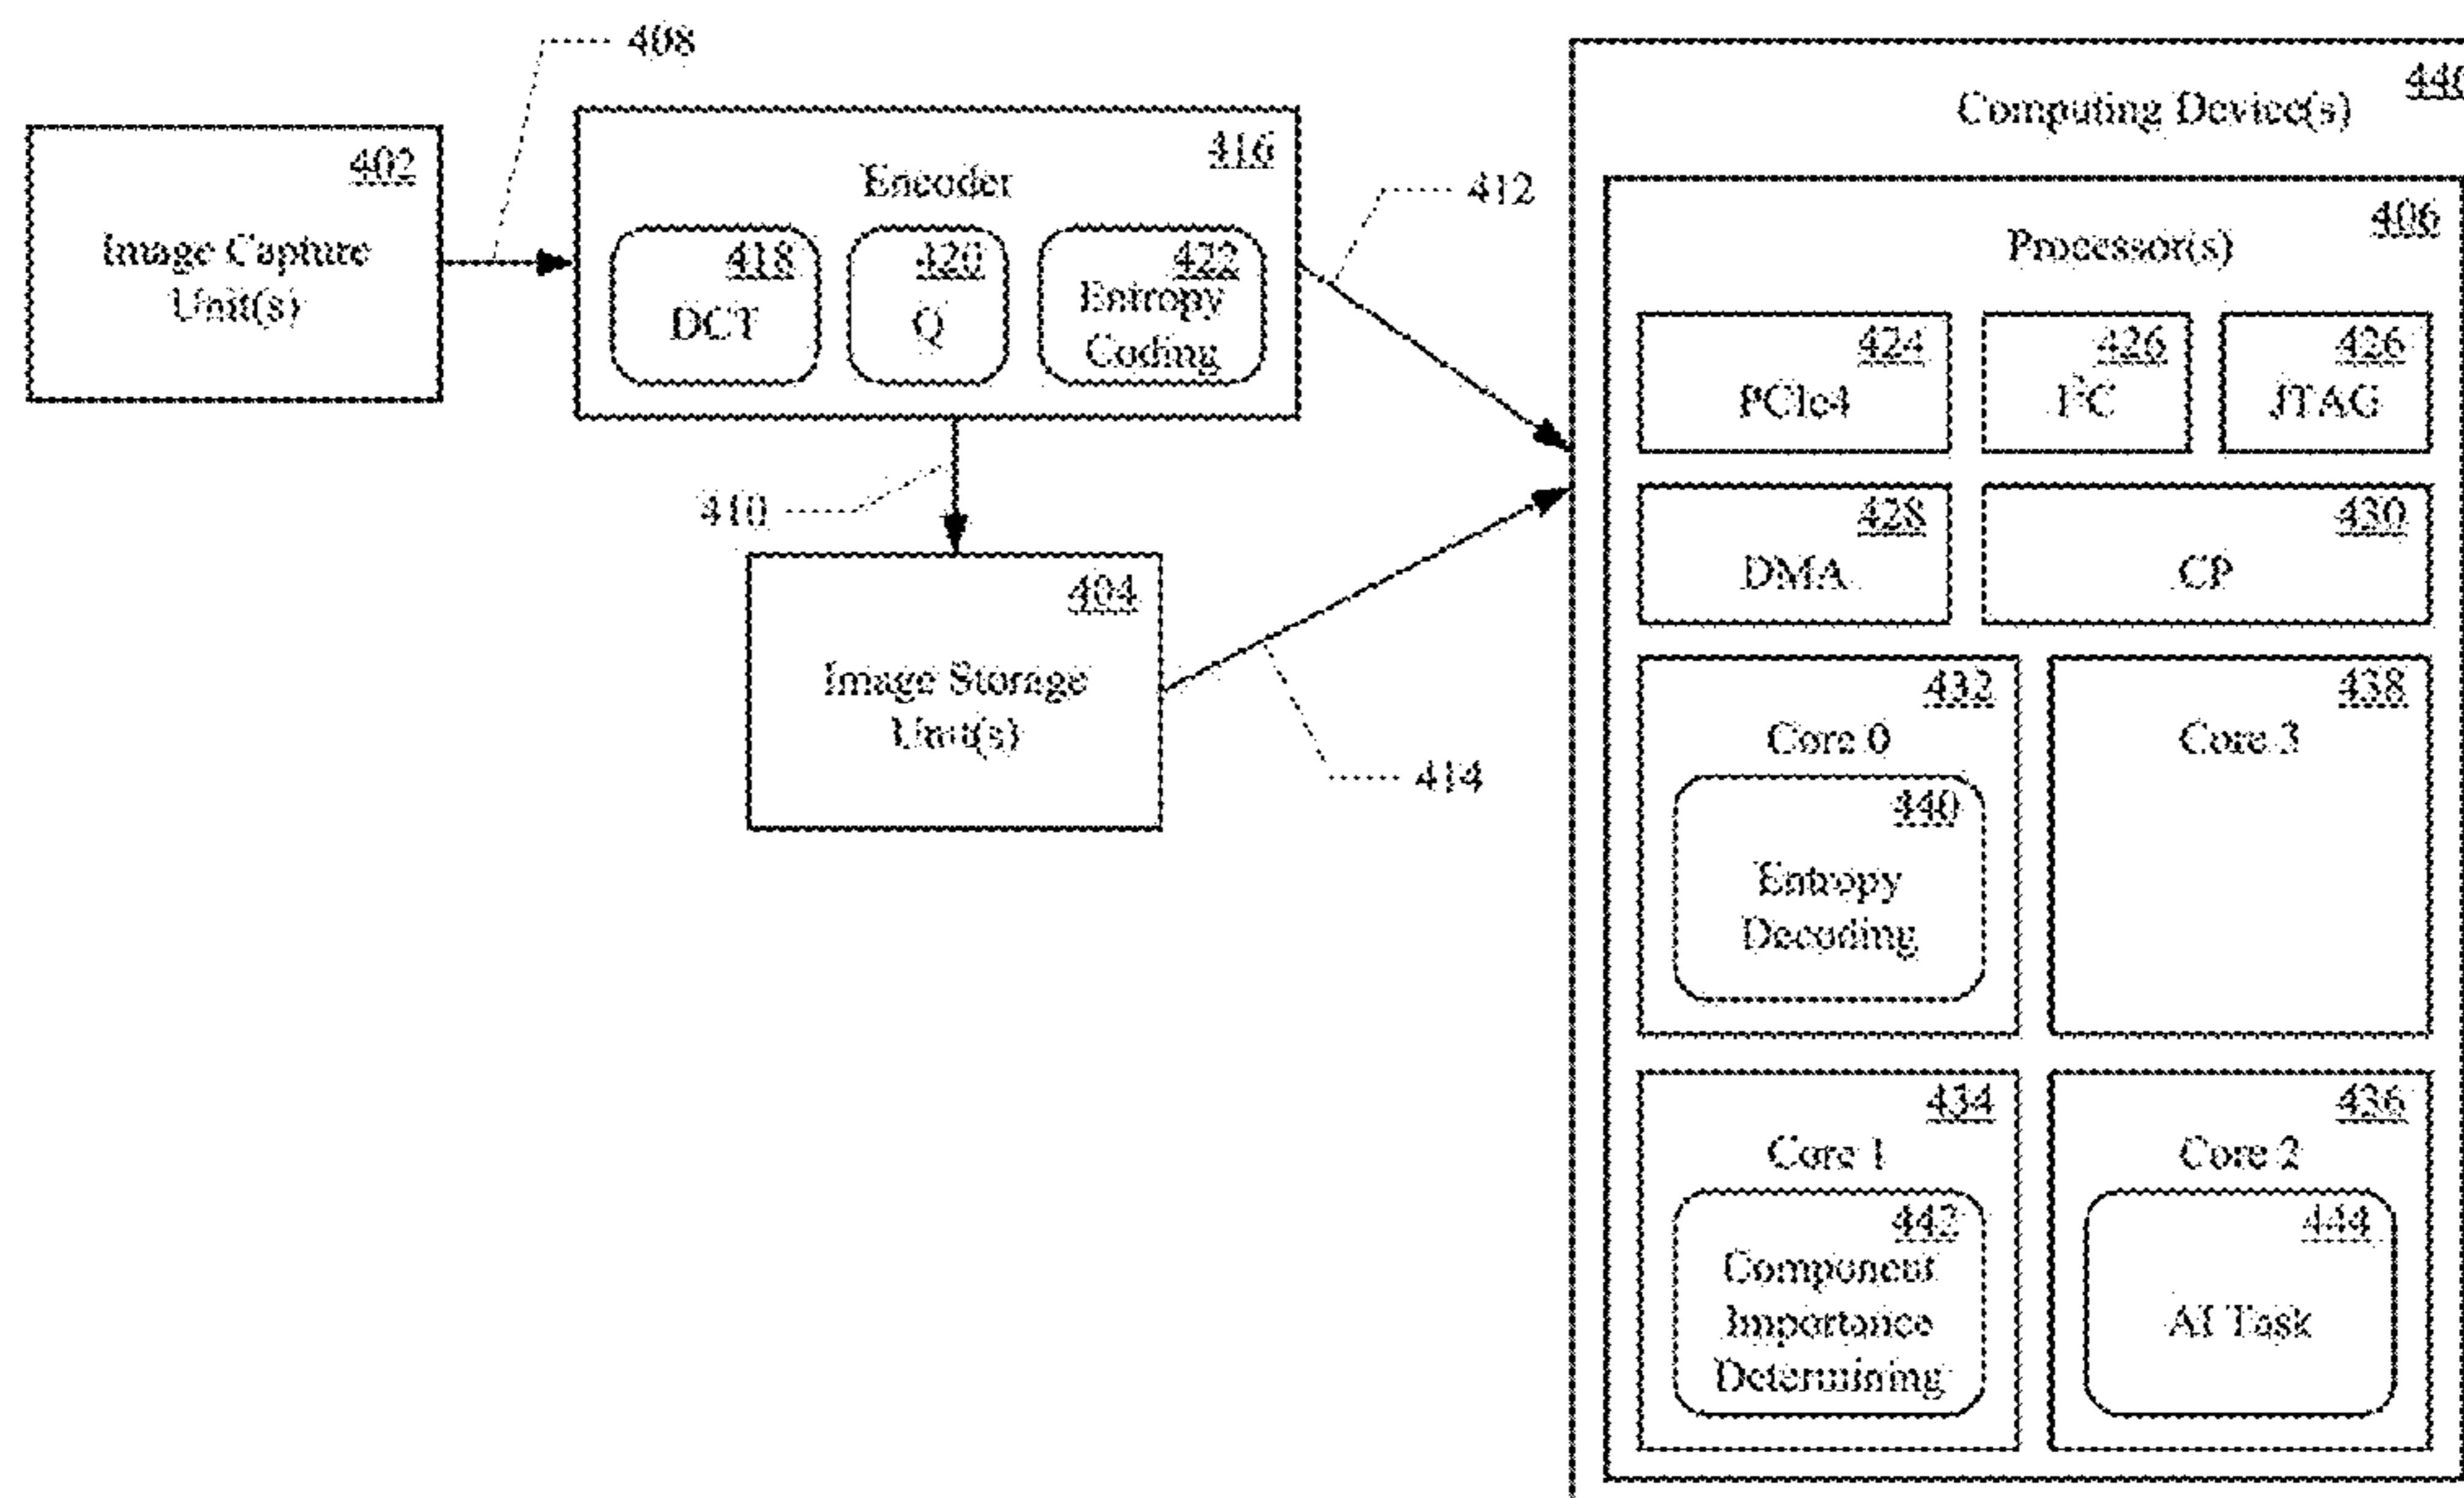 408
402
Image Capture
Unit(s)
416
Encoder
418
DCT
420
Q
422
Entropy
Coding
412
410
404
Image Storage
Unit(s)
414
Computing Device(s)
406
Processor(s)
424
PCIe4
426
I²C
426
JTAG
428
DMA
430
CP
432
Core 0
440
Entropy
Decoding
438
Core 3
434
Core 1
442
Component
Importance
Determining
436
Core 2
444
AI Task